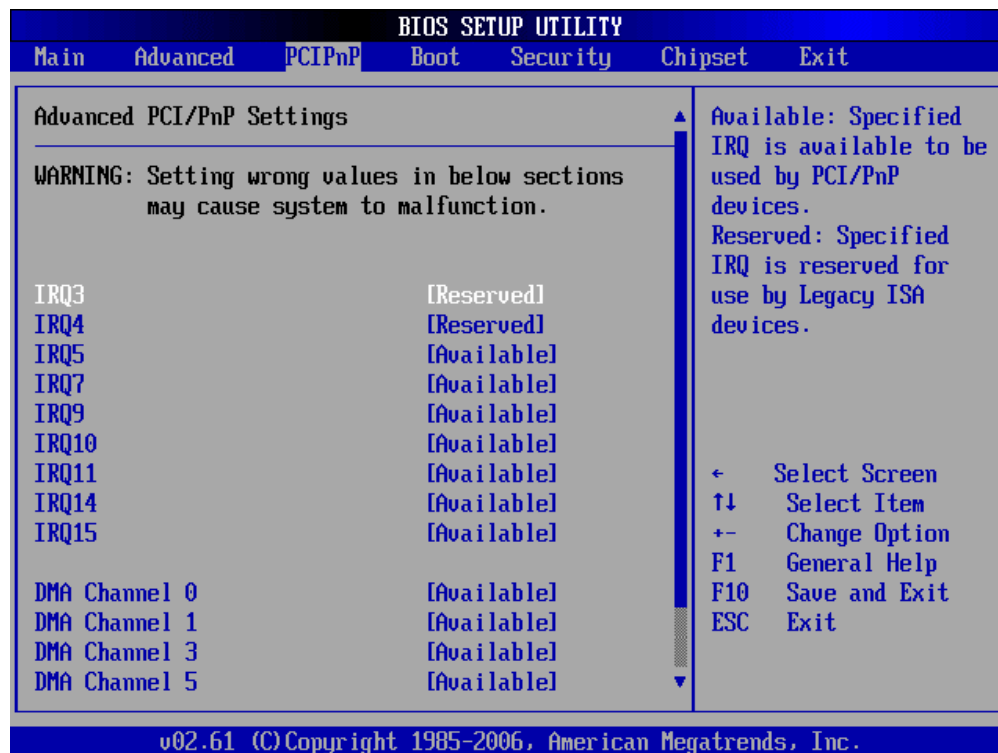 BIOS SETUP UTILITY
Main Advanced PCIPnP Boot Security Chipset Exit
Advanced PCI/PnP Settings
WARNING: Setting wrong values in below sections
may cause system to malfunction.
IRQ3 [Reserved]
IRQ4 [Reserved]
IRQ5 [Available]
IRQ7 [Available]
IRQ9 [Available]
IRQ10 [Available]
IRQ11 [Available]
IRQ14 [Available]
IRQ15 [Available]
DMA Channel 0 [Available]
DMA Channel 1 [Available]
DMA Channel 3 [Available]
DMA Channel 5 [Available]
Available: Specified
IRQ is available to be
used by PCI/PnP
devices.
Reserved: Specified
IRQ is reserved for
use by Legacy ISA
devices.
← Select Screen
↑↓ Select Item
+- Change Option
F1 General Help
F10 Save and Exit
ESC Exit
v02.61 (C)Copyright 1985-2006, American Megatrends, Inc.